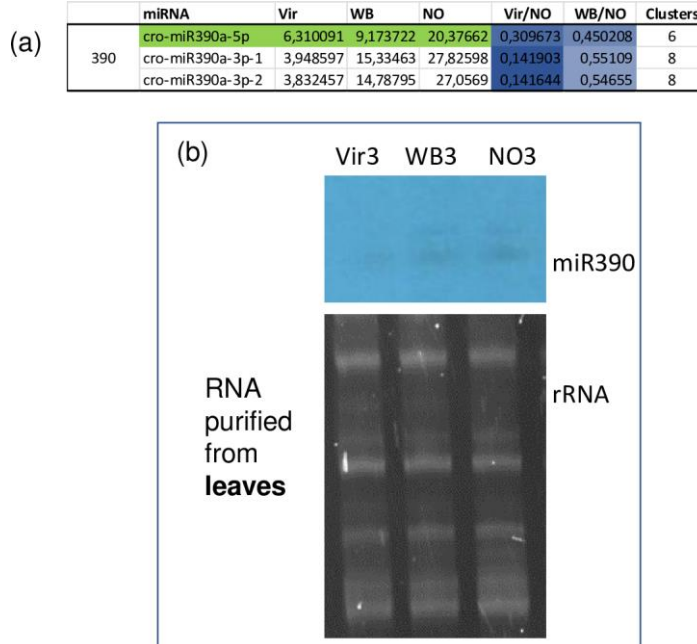 (a)
miRNA Vir WB NO Vir/NO WB/NO Clusters
390
cro-miR390a-5p 6,310091 9,173722 20,37662 0,309673 0,450208 6
cro-miR390a-3p-1 3,948597 15,33463 27,82598 0,141903 0,55109 8
cro-miR390a-3p-2 3,832457 14,78795 27,0569 0,141644 0,54655 8
(b)
Vir3 WB3 NO3
miR390
rRNA
RNA
purified
from
leaves